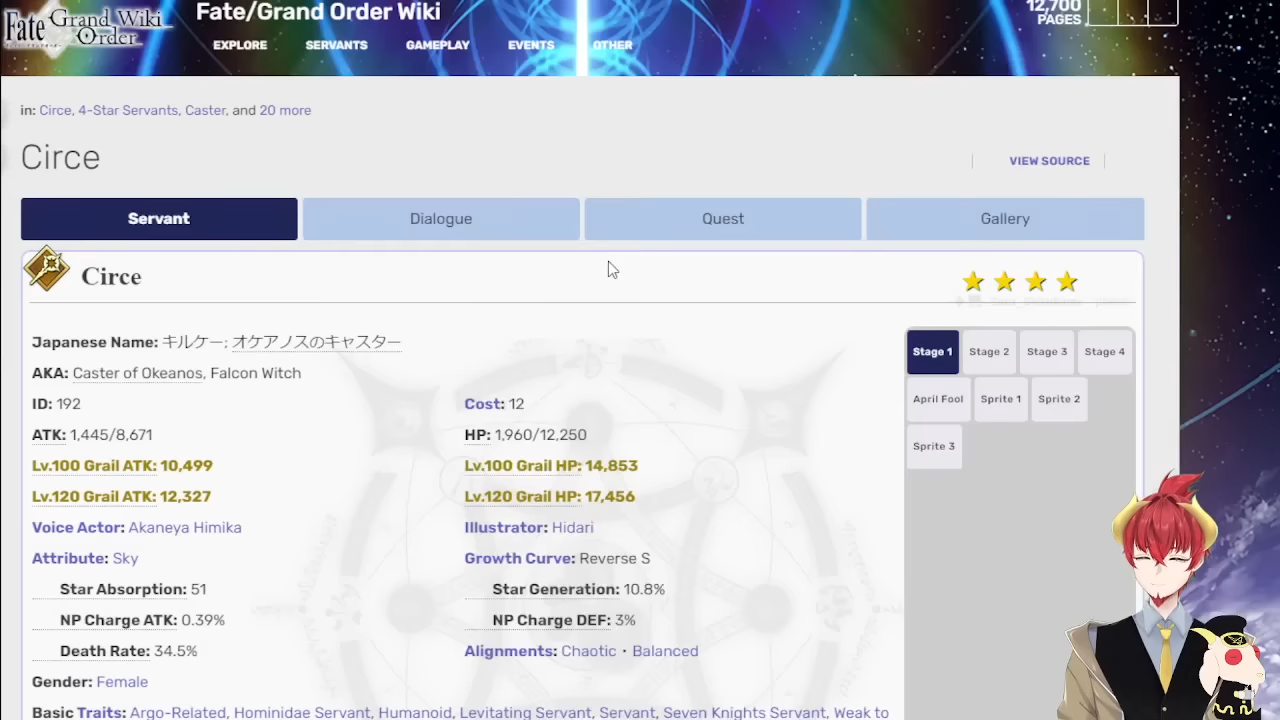 Fate Grand Wiki
Order
Fate/Grand Order Wiki
12,700
PAGES
EXPLORE SERVANTS GAMEPLAY EVENTS OTHER
in: Circe, 4-Star Servants, Caster, and 20 more
Circe
VIEW SOURCE
Servant Dialogue Quest Gallery
Circe
Japanese Name: キルケー; オケアノスのキャスター
AKA: Caster of Okeanos, Falcon Witch
ID: 192 Cost: 12
ATK: 1,445/8,671 HP: 1,960/12,250
Lv.100 Grail ATK: 10,499 Lv.100 Grail HP: 14,853
Lv.120 Grail ATK: 12,327 Lv.120 Grail HP: 17,456
Voice Actor: Akaneya Himika Illustrator: Hidari
Attribute: Sky Growth Curve: Reverse S
Star Absorption: 51 Star Generation: 10.8%
NP Charge ATK: 0.39% NP Charge DEF: 3%
Death Rate: 34.5% Alignments: Chaotic・Balanced
Gender: Female
Basic Traits: Argo-Related, Hominidae Servant, Humanoid, Levitating Servant, Servant, Seven Knights Servant, Weak to
Stage 1 Stage 2 Stage 3 Stage 4
April Fool Sprite 1 Sprite 2
Sprite 3